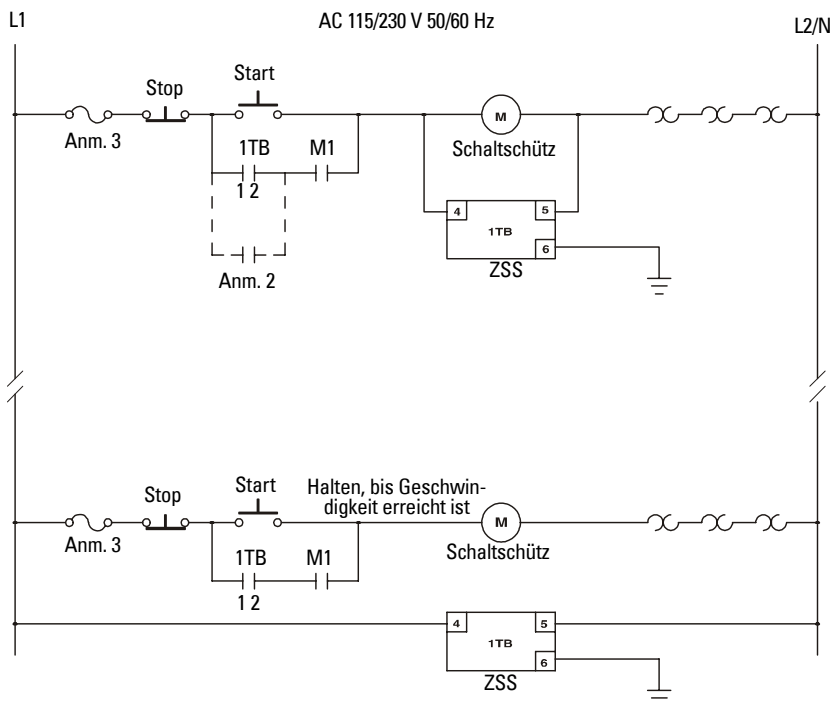 L1
AC 115/230 V 50/60 Hz
L2/N
Stop
Start
Anm. 3
1TB
M1
1 2
M
Schaltschütz
4
5
1TB
6
ZSS
Anm. 2
Stop
Start
Halten, bis Geschwin-
digkeit erreicht ist
M
Anm. 3
Schaltschütz
1TB
M1
1 2
4
5
1TB
6
ZSS